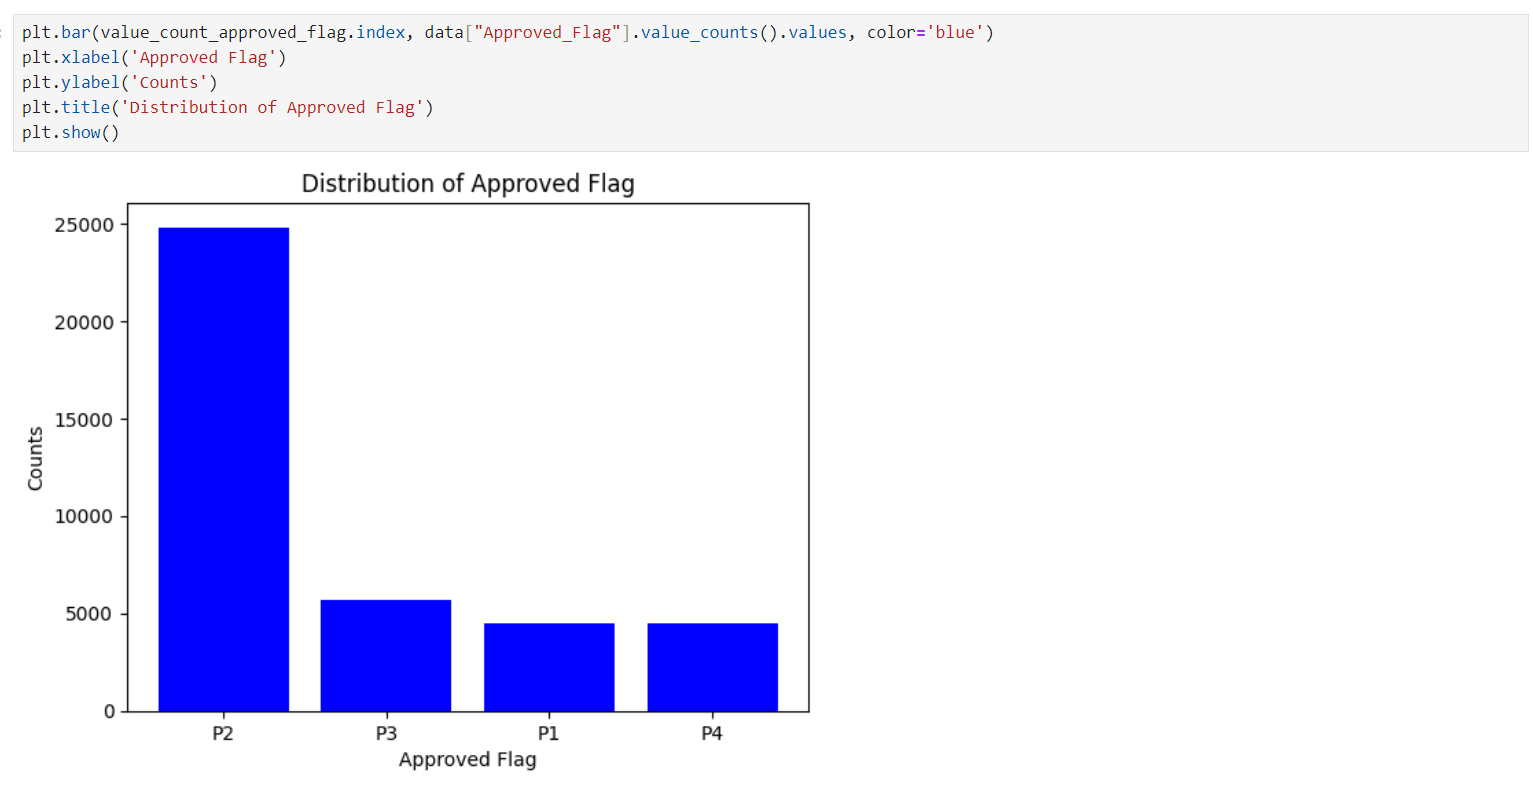 plt.bar(value_count_approved_flag.index, data["Approved_Flag"].value_counts().values, color='blue')
plt.xlabel('Approved Flag')
plt.ylabel('Counts')
plt.title('Distribution of Approved Flag')
plt.show()
Distribution of Approved Flag
25000
20000
15000
10000
5000
0
Counts
P2 P3 P1 P4
Approved Flag